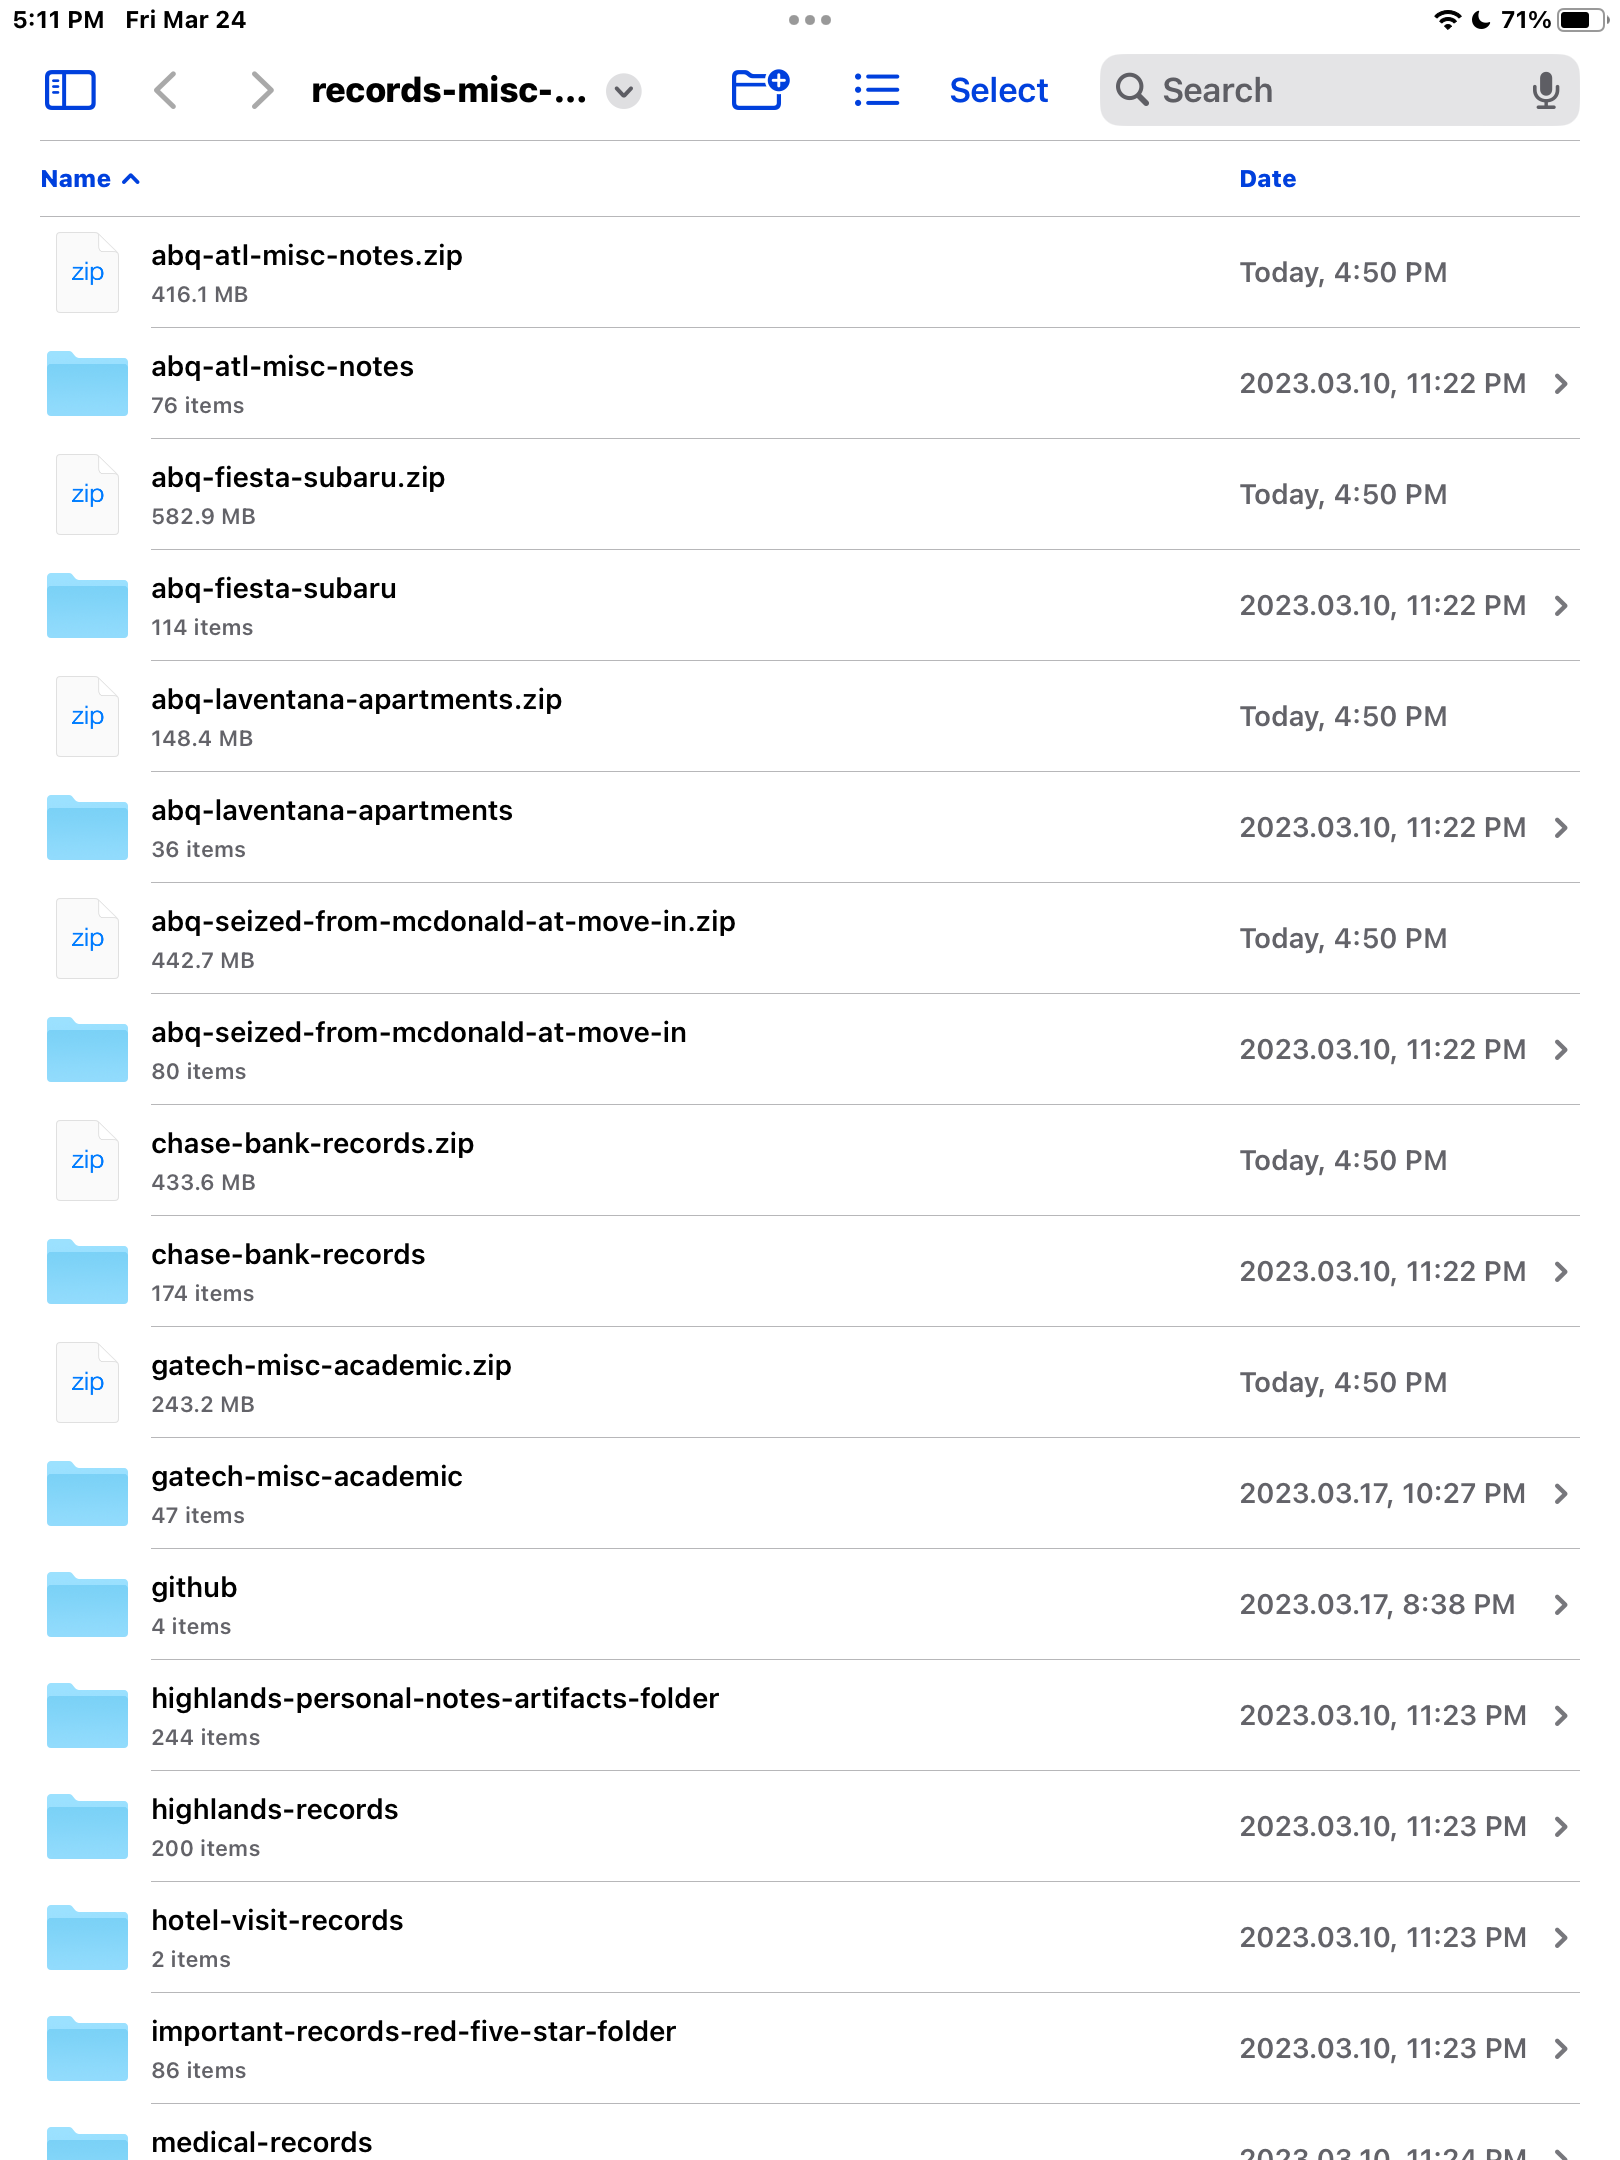 5:11 PM Fri Mar 24 71%
records-misc-... Select Search
Name Date
zip abq-atl-misc-notes.zip Today, 4:50 PM
416.1 MB
abq-atl-misc-notes 2023.03.10, 11:22 PM
76 items
zip abq-fiesta-subaru.zip Today, 4:50 PM
582.9 MB
abq-fiesta-subaru 2023.03.10, 11:22 PM
114 items
zip abq-laventana-apartments.zip Today, 4:50 PM
148.4 MB
abq-laventana-apartments 2023.03.10, 11:22 PM
36 items
zip abq-seized-from-mcdonald-at-move-in.zip Today, 4:50 PM
442.7 MB
abq-seized-from-mcdonald-at-move-in 2023.03.10, 11:22 PM
80 items
zip chase-bank-records.zip Today, 4:50 PM
433.6 MB
chase-bank-records 2023.03.10, 11:22 PM
174 items
zip gatech-misc-academic.zip Today, 4:50 PM
243.2 MB
gatech-misc-academic 2023.03.17, 10:27 PM
47 items
github 2023.03.17, 8:38 PM
4 items
highlands-personal-notes-artifacts-folder 2023.03.10, 11:23 PM
244 items
highlands-records 2023.03.10, 11:23 PM
200 items
hotel-visit-records 2023.03.10, 11:23 PM
2 items
important-records-red-five-star-folder 2023.03.10, 11:23 PM
86 items
medical-records 2023.03.10, 11:24 PM